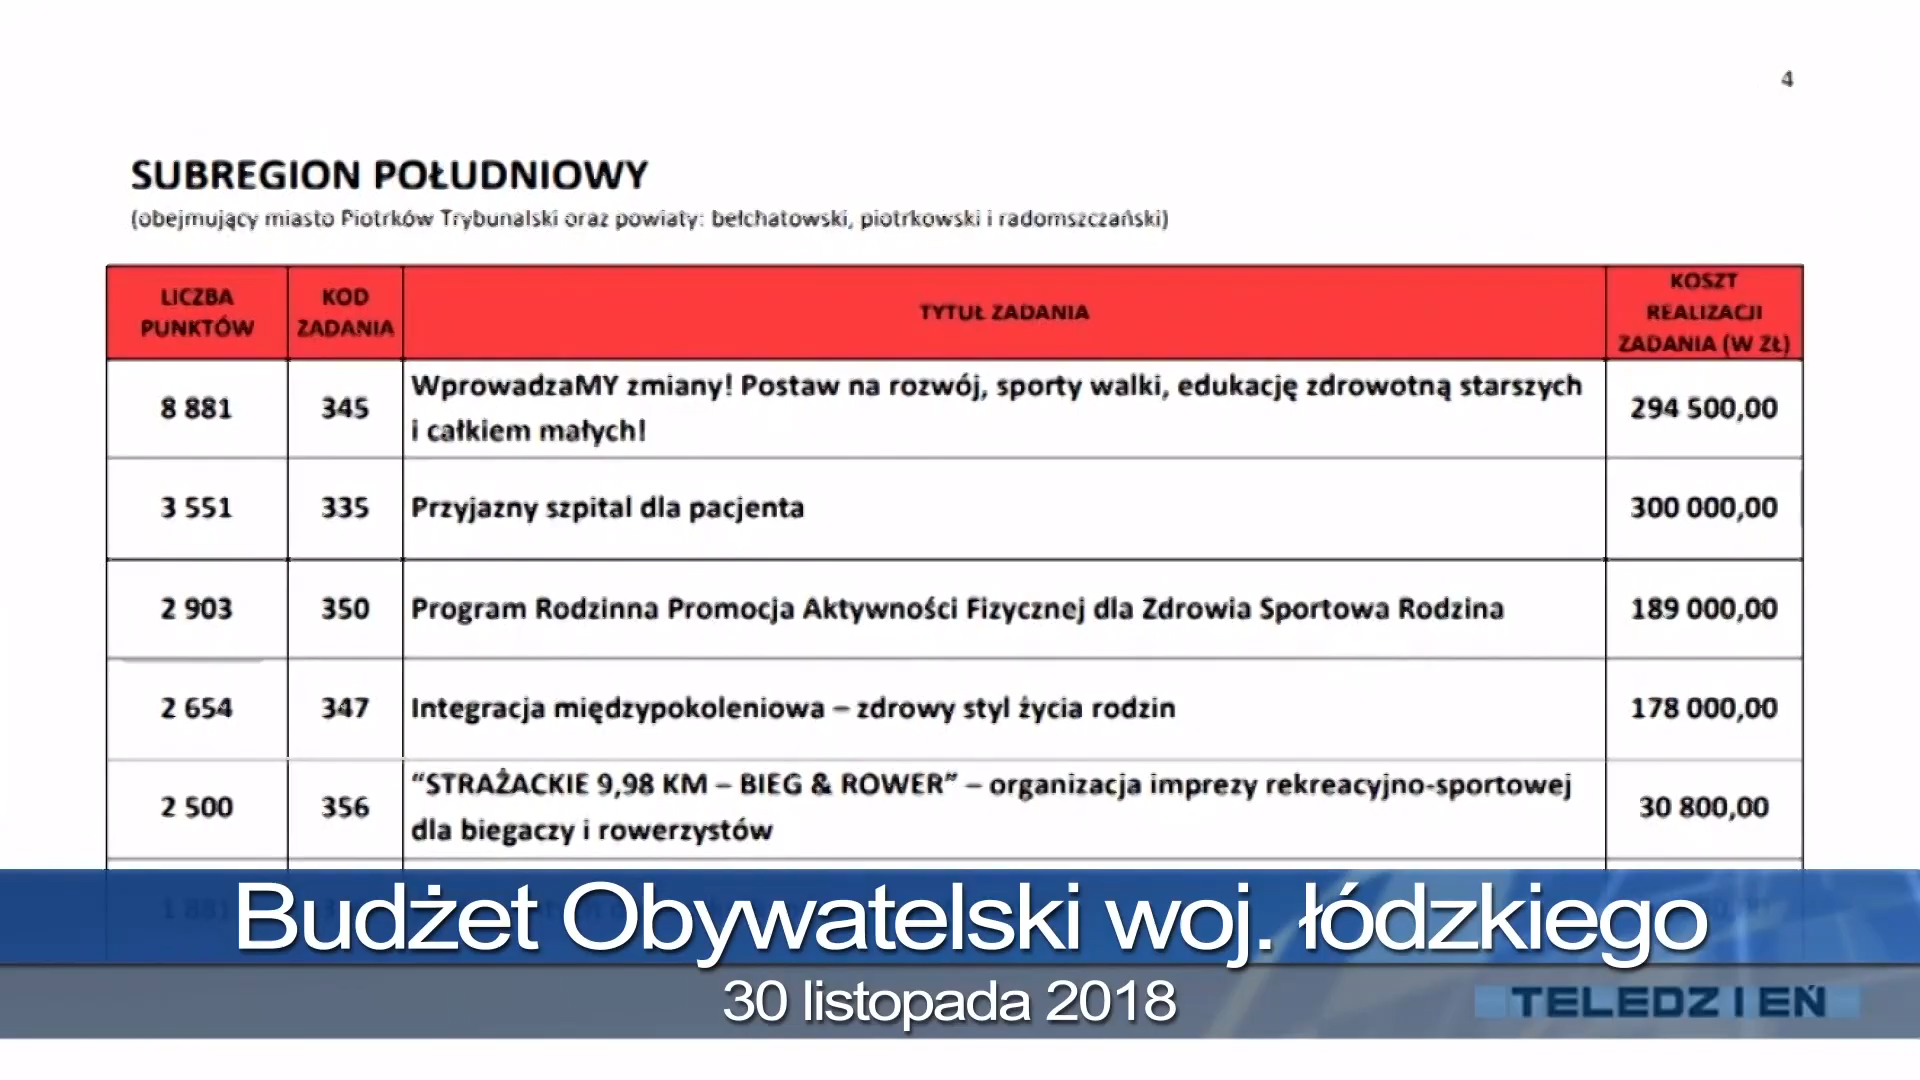 4
SUBREGION POŁUDNIOWY
(obejmujący miasto Piotrków Trybunalski oraz powiaty: bełchatowski, piotrkowski i radomszczański)
LICZBA
PUNKTÓW
KOD
ZADANIA
TYTUŁ ZADANIA
KOSZT
REALIZACJI
ZADANIA (W ZŁ)
8 881
345
WprowadzaMY zmiany! Postaw na rozwój, sporty walki, edukację zdrowotną starszych
i całkiem małych!
294 500,00
3 551
335
Przyjazny szpital dla pacjenta
300 000,00
2 903
350
Program Rodzinna Promocja Aktywności Fizycznej dla Zdrowia Sportowa Rodzina
189 000,00
2 654
347
Integracja międzypokoleniowa – zdrowy styl życia rodzin
178 000,00
2 500
356
“STRAŻACKIE 9,98 KM – BIEG & ROWER” – organizacja imprezy rekreacyjno-sportowej
dla biegaczy i rowerzystów
30 800,00
Budżet Obywatelski woj. łódzkiego
30 listopada 2018
TELEDZIEŃ